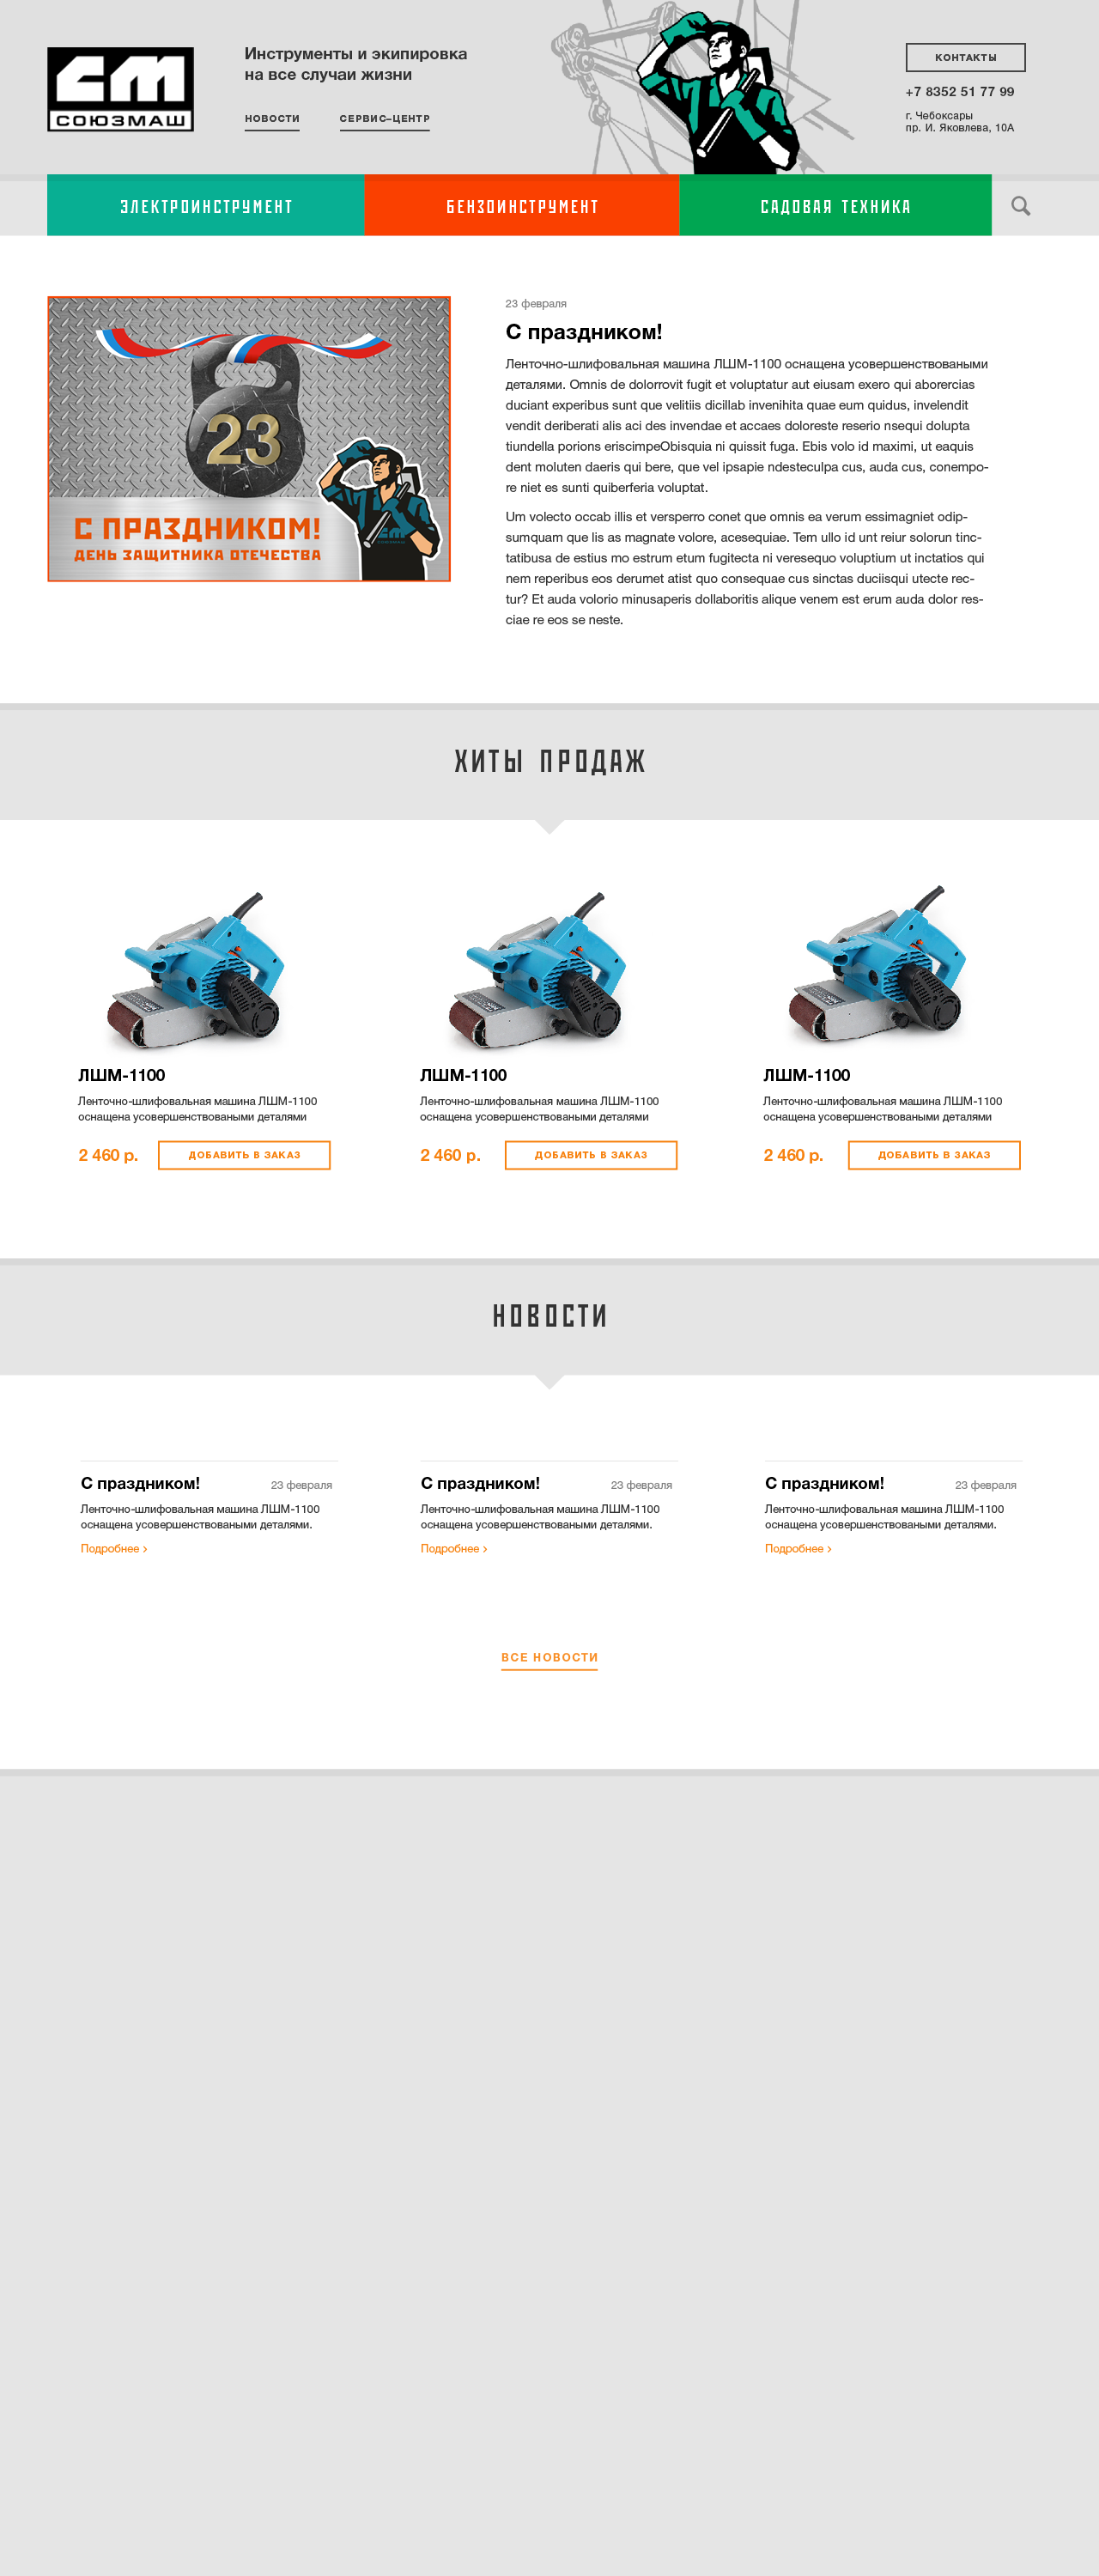 ст
СОЮЗМАШ
Инструменты и экипировка
на все случаи жизни
НОВОСТИ
СЕРВИС–ЦЕНТР
КОНТАКТЫ
+7 8352 51 77 99
г. Чебоксары
пр. И. Яковлева, 10А
ЭЛЕКТРОИНСТРУМЕНТ
БЕНЗОИНСТРУМЕНТ
САДОВАЯ ТЕХНИКА
23
С ПРАЗДНИКОМ!
ДЕНЬ ЗАЩИТНИКА ОТЕЧЕСТВА
23 февраля
С праздником!
Ленточно-шлифовальная машина ЛШМ-1100 оснащена усовершенствоваными
деталями. Omnis de dolorrovit fugit et voluptatur aut eiusam exero qui aborercias
duciant experibus sunt que velitiis dicillab invenihita quae eum quidus, invelendit
vendit deriberati alis aci des invendae et accaes doloreste reserio nsequi dolupta
tiundella porions eriscimpeObisquia ni quissit fuga. Ebis volo id maximi, ut eaquis
dent moluten daeris qui bere, que vel ipsapie ndesteculpa cus, auda cus, conempo-
re niet es sunti quiberferia voluptat.
Um volecto occab illis et versperro conet que omnis ea verum essimagniet odip-
sumquam que lis as magnate volore, acesequiae. Tem ullo id unt reiur solorun tinc-
tatibusa de estius mo estrum etum fugitecta ni veresequo voluptium ut inctatios qui
nem reperibus eos derumet atist quo consequae cus sinctas duciisqui utecte rec-
tur? Et auda volorio minusaperis dollaboritis alique venem est erum auda dolor res-
ciae re eos se neste.
ХИТЫ ПРОДАЖ
ЛШМ-1100
Ленточно-шлифовальная машина ЛШМ-1100
оснащена усовершенствоваными деталями
2 460 р.
ДОБАВИТЬ В ЗАКАЗ
ЛШМ-1100
Ленточно-шлифовальная машина ЛШМ-1100
оснащена усовершенствоваными деталями
2 460 р.
ДОБАВИТЬ В ЗАКАЗ
ЛШМ-1100
Ленточно-шлифовальная машина ЛШМ-1100
оснащена усовершенствоваными деталями
2 460 р.
ДОБАВИТЬ В ЗАКАЗ
НОВОСТИ
С праздником!
23 февраля
Ленточно-шлифовальная машина ЛШМ-1100
оснащена усовершенствоваными деталями.
Подробнее ›
С праздником!
23 февраля
Ленточно-шлифовальная машина ЛШМ-1100
оснащена усовершенствоваными деталями.
Подробнее ›
С праздником!
23 февраля
Ленточно-шлифовальная машина ЛШМ-1100
оснащена усовершенствоваными деталями.
Подробнее ›
ВСЕ НОВОСТИ